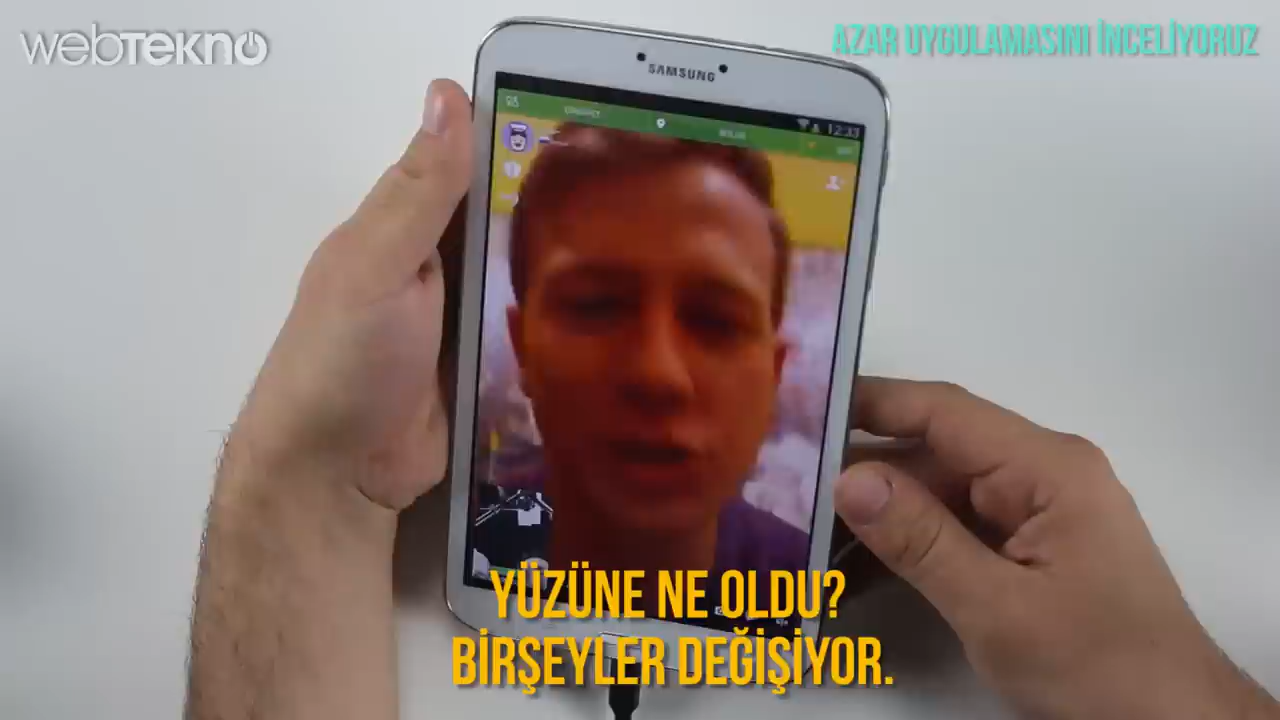 webTEKNO
AZAR UYGULAMASINI İNCELİYORUZ
SAMSUNG
12:33
YÜZÜNE NE OLDU?
BİRŞEYLER DEĞİŞİYOR.